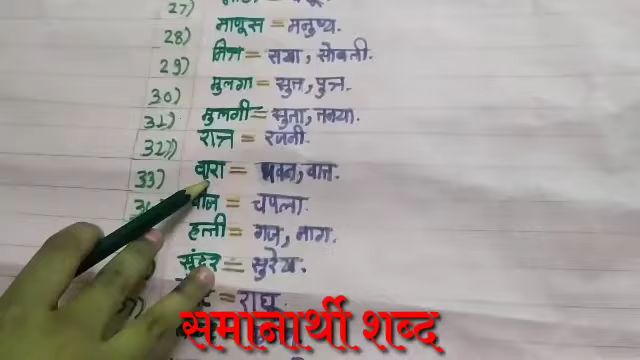 27)
28) माणूस = मनुष्य.
29) मित्र = सखा, सोबती.
30) मुलगा = सुत, पुत्र.
31) मुलगी = सुता, तनया.
32) रात्र = रजनी.
33) वारा = पवन, वात.
वीज = चपला.
हत्ती = गज, नाग.
सुंदर = सुरेख.
= राघू.
समानार्थी शब्द